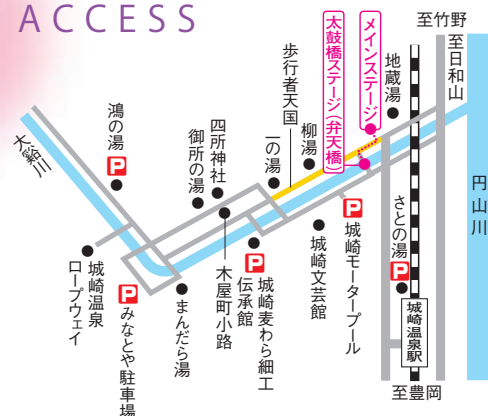 ACCESS
至竹野
至日和山
メインステージ
太鼓橋ステージ(弁天橋)
地蔵湯
歩行者天国
柳湯
一の湯
四所神社
御所の湯
鴻の湯
P
大谿川
円山川
さとの湯
P
城崎温泉駅
至豊岡
P
城崎モータープール
城崎文芸館
P
城崎麦わら細工
伝承館
木屋町小路
まんだら湯
P
みなとや駐車場
城崎温泉
ロープウェイ